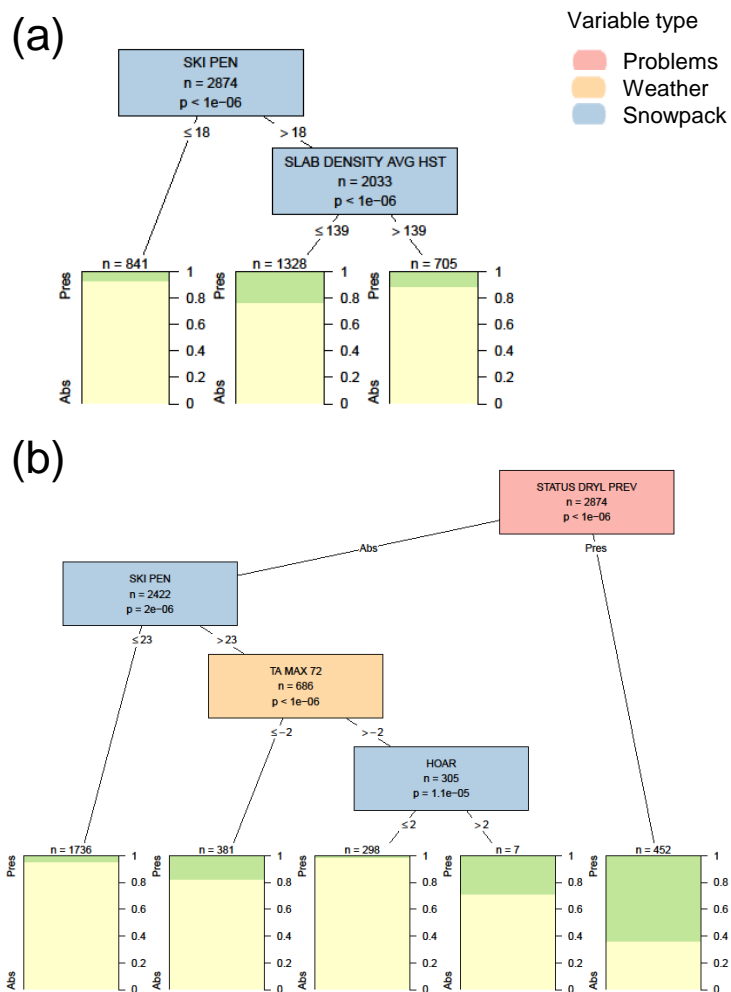 (a)
Variable type
Problems
Weather
Snowpack
SKI PEN
n = 2874
p < 1e−06
≤ 18
> 18
SLAB DENSITY AVG HST
n = 2033
p < 1e−06
≤ 139
> 139
n = 841
Pres
Abs
1
0.8
0.6
0.4
0.2
0
n = 1328
Pres
Abs
1
0.8
0.6
0.4
0.2
0
n = 705
Pres
Abs
1
0.8
0.6
0.4
0.2
0
(b)
STATUS DRYL PREV
n = 2874
p < 1e−06
Abs
Pres
SKI PEN
n = 2422
p = 2e−06
≤ 23
> 23
TA MAX 72
n = 686
p < 1e−06
≤ −2
> −2
HOAR
n = 305
p = 1.1e−05
≤ 2
> 2
n = 1736
Pres
Abs
1
0.8
0.6
0.4
0.2
0
n = 381
Pres
Abs
1
0.8
0.6
0.4
0.2
0
n = 298
Pres
Abs
1
0.8
0.6
0.4
0.2
0
n = 7
Pres
Abs
1
0.8
0.6
0.4
0.2
0
n = 452
Pres
Abs
1
0.8
0.6
0.4
0.2
0